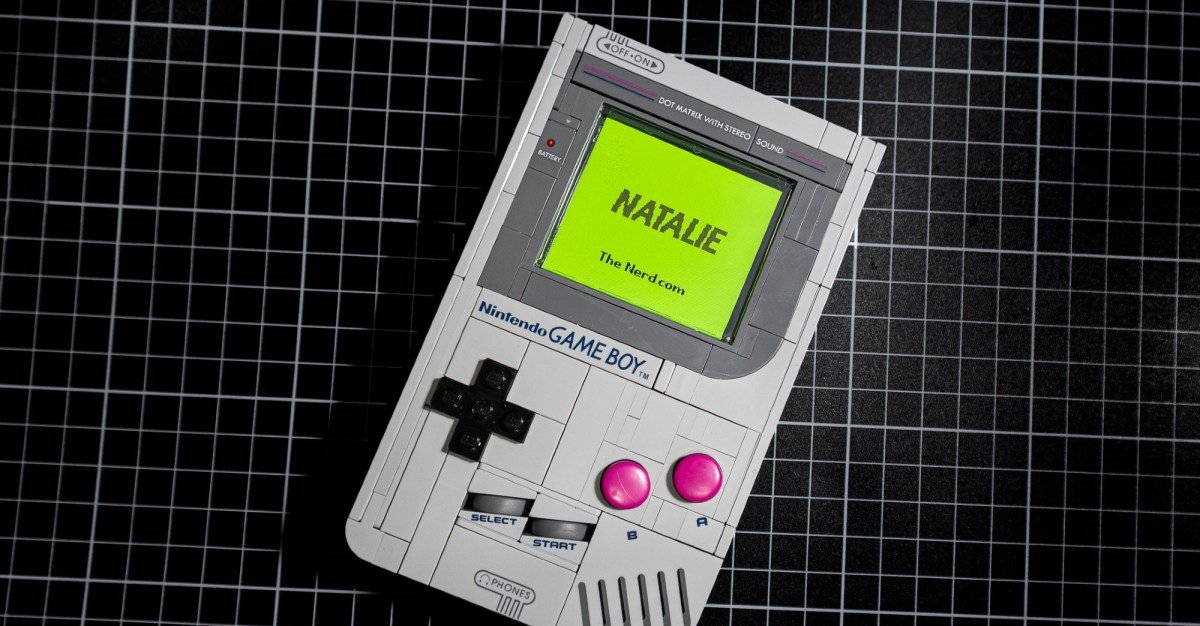 ◀OFF•ON▶
DOT MATRIX WITH STEREO SOUND
BATTERY
NATALIE
The Nerd.com
Nintendo GAME BOY™
SELECT
START
B
A
PHONES